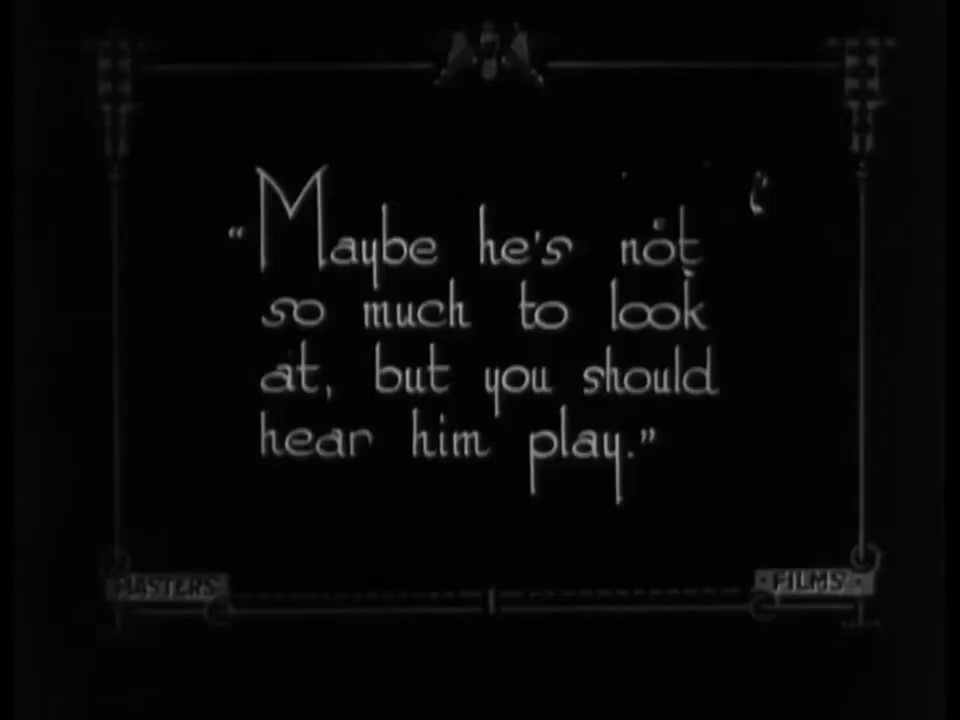 “Maybe he's not
so much to look
at, but you should
hear him play.”
MASTERS
FILMS